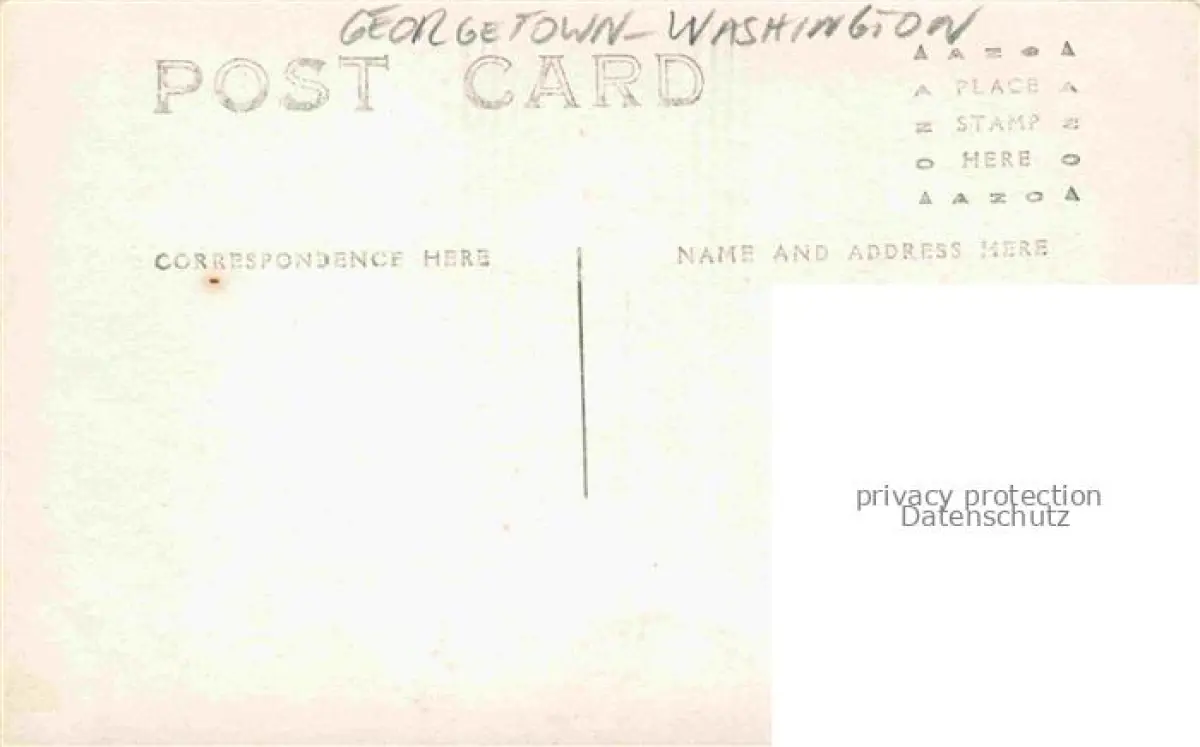 GEORGETOWN - WASHINGTON
POST CARD
▲ A Z O ▲
A PLACE A
Z STAMP Z
O HERE O
▲ A Z O ▲
CORRESPONDENCE HERE
NAME AND ADDRESS HERE
privacy protection
Datenschutz